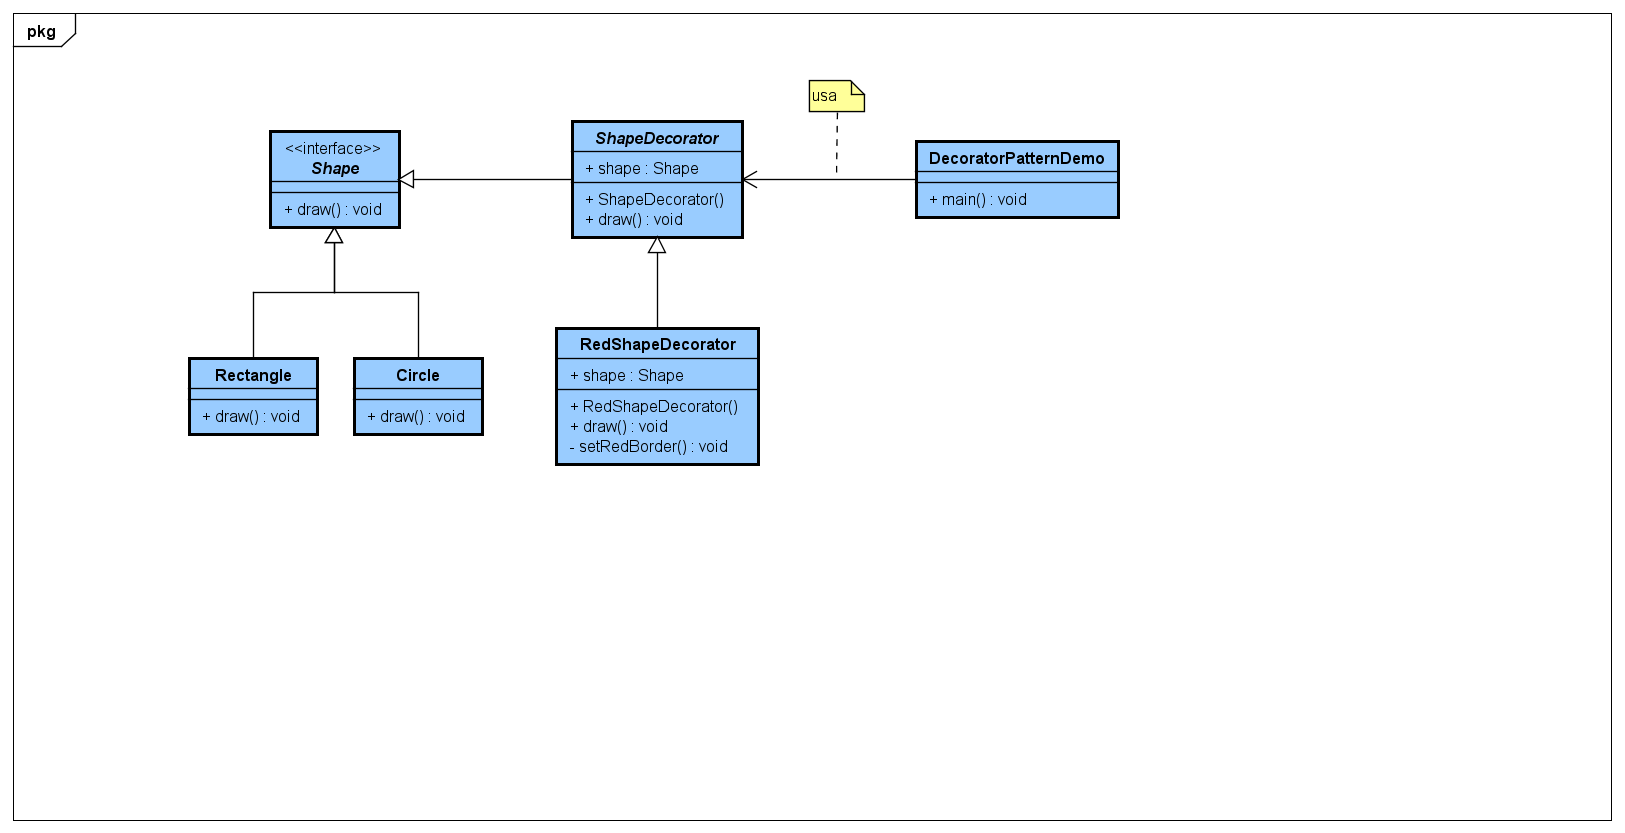 pkg
usa
<<interface>>
Shape
+ draw() : void
ShapeDecorator
+ shape : Shape
+ ShapeDecorator()
+ draw() : void
DecoratorPatternDemo
+ main() : void
Rectangle
+ draw() : void
Circle
+ draw() : void
RedShapeDecorator
+ shape : Shape
+ RedShapeDecorator()
+ draw() : void
- setRedBorder() : void